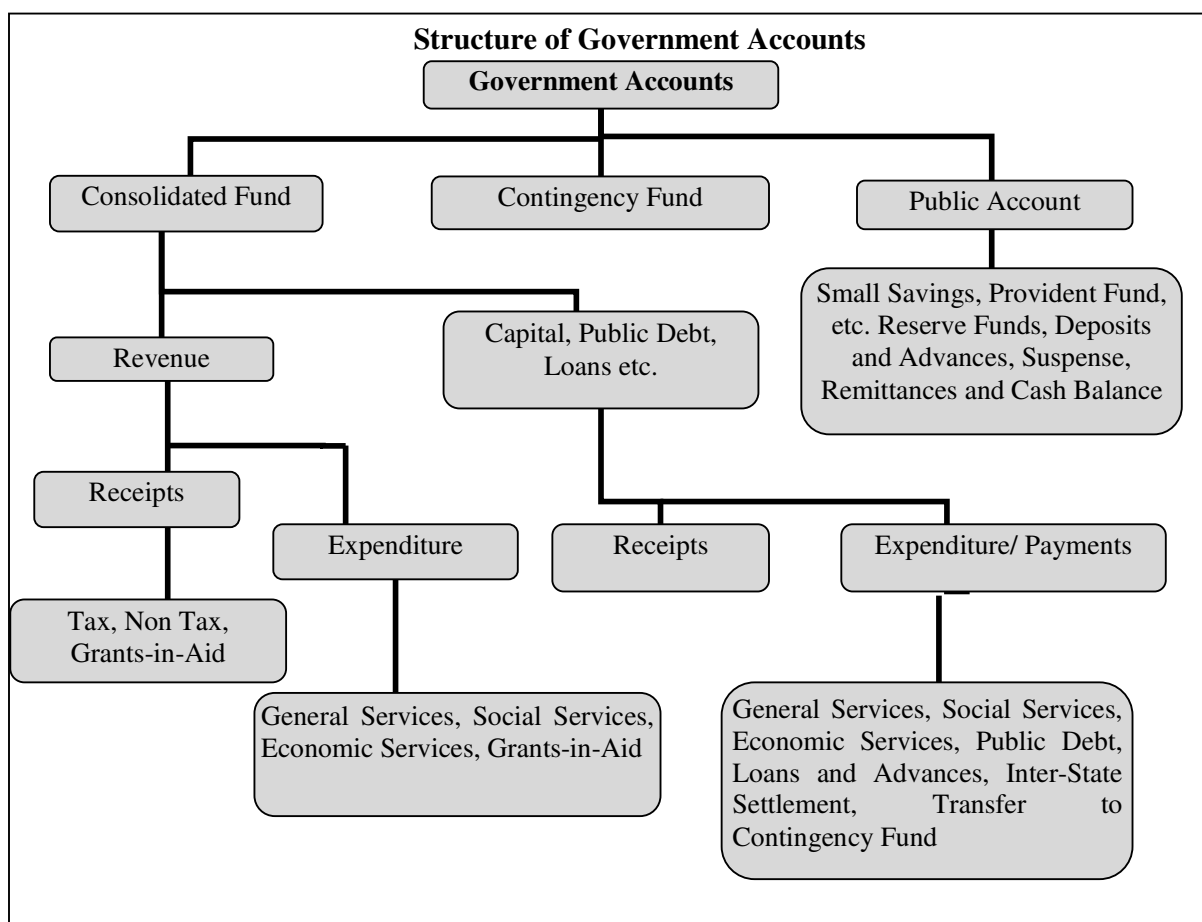 Structure of Government Accounts
Government Accounts
Consolidated Fund
Contingency Fund
Public Account
Small Savings, Provident Fund,
etc. Reserve Funds, Deposits
and Advances, Suspense,
Remittances and Cash Balance
Capital, Public Debt,
Loans etc.
Revenue
Receipts
Expenditure
Receipts
Expenditure/ Payments
Tax, Non Tax,
Grants-in-Aid
General Services, Social Services,
Economic Services, Grants-in-Aid
General Services, Social Services,
Economic Services, Public Debt,
Loans and Advances, Inter-State
Settlement, Transfer to
Contingency Fund